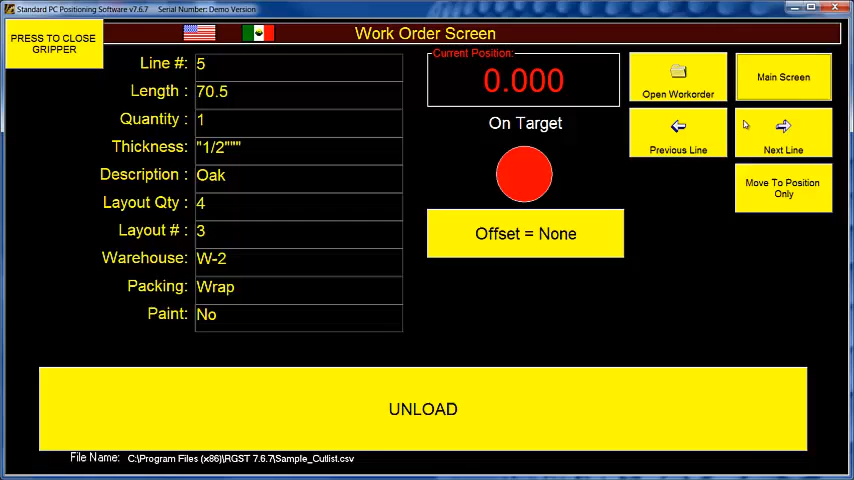 Standard PC Positioning Software v7.6.7 Serial Number: Demo Version
PRESS TO CLOSE
GRIPPER
Work Order Screen
Line #: 5
Length : 70.5
Quantity : 1
Thickness: "1/2"""
Description : Oak
Layout Qty : 4
Layout # : 3
Warehouse: W-2
Packing: Wrap
Paint: No
Current Position:
0.000
On Target
Offset = None
Open Workorder
Main Screen
Previous Line
Next Line
Move To Position
Only
UNLOAD
File Name: C:\Program Files (x86)\RGST 7.6.7\Sample_Cutlist.csv